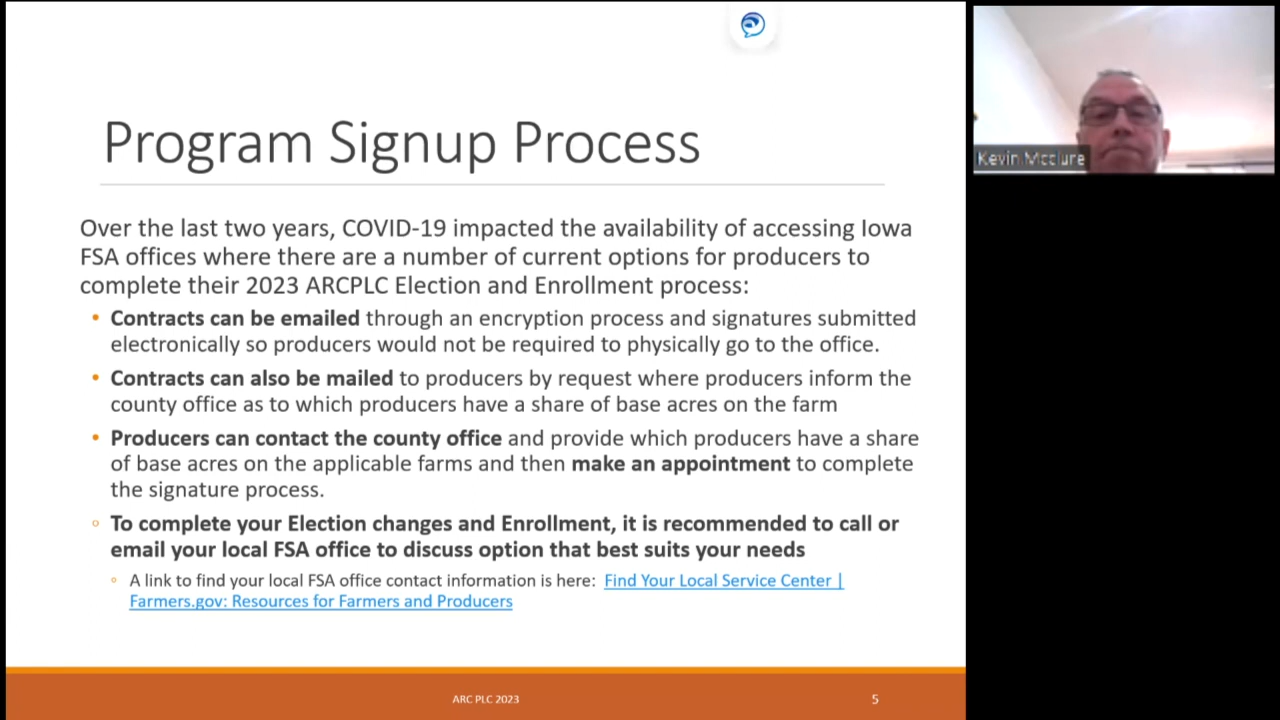 Program Signup Process
Over the last two years, COVID-19 impacted the availability of accessing Iowa
FSA offices where there are a number of current options for producers to
complete their 2023 ARCPLC Election and Enrollment process:
• Contracts can be emailed through an encryption process and signatures submitted
electronically so producers would not be required to physically go to the office.
• Contracts can also be mailed to producers by request where producers inform the
county office as to which producers have a share of base acres on the farm
• Producers can contact the county office and provide which producers have a share
of base acres on the applicable farms and then make an appointment to complete
the signature process.
◦ To complete your Election changes and Enrollment, it is recommended to call or
email your local FSA office to discuss option that best suits your needs
◦ A link to find your local FSA office contact information is here: Find Your Local Service Center |
Farmers.gov: Resources for Farmers and Producers
ARC PLC 2023
5
Kevin Mcclure